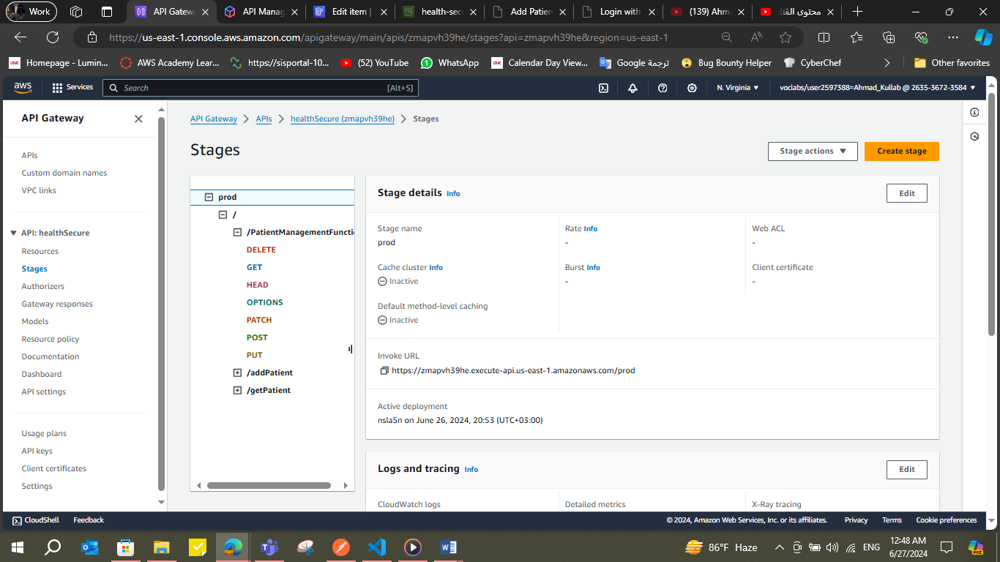 Work
API Gatew
API Manag
Edit item |
health-sec
Add Patien
Login with
(139) Ahma
محتوى القنا
https://us-east-1.console.aws.amazon.com/apigateway/main/apis/zmapvh39he/stages?api=zmapvh39he&region=us-east-1
Homepage - Lumin...
AWS Academy Lear...
https://sisportal-10...
(52) YouTube
WhatsApp
Calendar Day View...
ترجمة Google
Bug Bounty Helper
CyberChef
Other favorites
aws
Services
Search
[Alt+S]
N. Virginia
voclabs/user2597388=Ahmad_Kullab @ 2635-3672-3584
API Gateway
APIs
Custom domain names
VPC links
API: healthSecure
Resources
Stages
Authorizers
Gateway responses
Models
Resource policy
Documentation
Dashboard
API settings
Usage plans
API keys
Client certificates
Settings
API Gateway > APIs > healthSecure (zmapvh39he) > Stages
Stages
Stage actions
Create stage
prod
/
/PatientManagementFuncti
DELETE
GET
HEAD
OPTIONS
PATCH
POST
PUT
/addPatient
/getPatient
Stage details Info
Edit
Stage name
prod
Rate Info
-
Web ACL
-
Cache cluster Info
Inactive
Burst Info
-
Client certificate
-
Default method-level caching
Inactive
Invoke URL
https://zmapvh39he.execute-api.us-east-1.amazonaws.com/prod
Active deployment
nsla5n on June 26, 2024, 20:53 (UTC+03:00)
Logs and tracing Info
Edit
CloudWatch logs
Detailed metrics
X-Ray tracing
CloudShell
Feedback
© 2024, Amazon Web Services, Inc. or its affiliates.
Privacy
Terms
Cookie preferences
86°F Haze
ENG
12:48 AM
6/27/2024
PRE